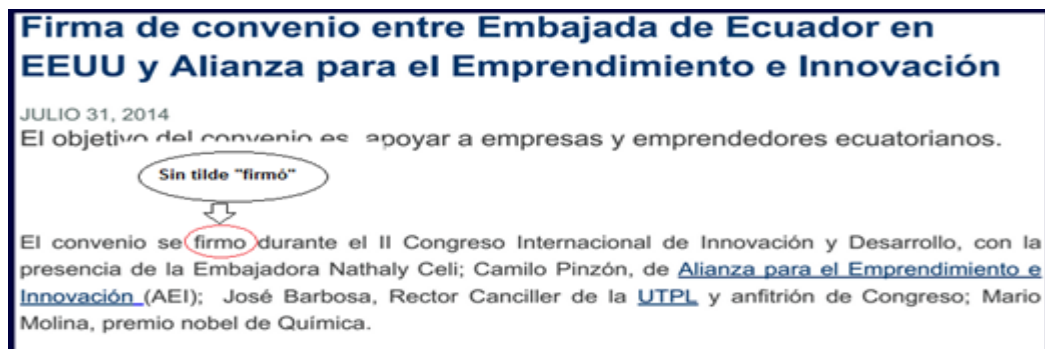 Firma de convenio entre Embajada de Ecuador en
EEUU y Alianza para el Emprendimiento e Innovación
JULIO 31, 2014
El objetivo del convenio es apoyar a empresas y emprendedores ecuatorianos.
Sin tilde "firmó"
El convenio se firmo durante el II Congreso Internacional de Innovación y Desarrollo, con la
presencia de la Embajadora Nathaly Celi; Camilo Pinzón, de Alianza para el Emprendimiento e
Innovación (AEI); José Barbosa, Rector Canciller de la UTPL y anfitrión de Congreso; Mario
Molina, premio nobel de Química.